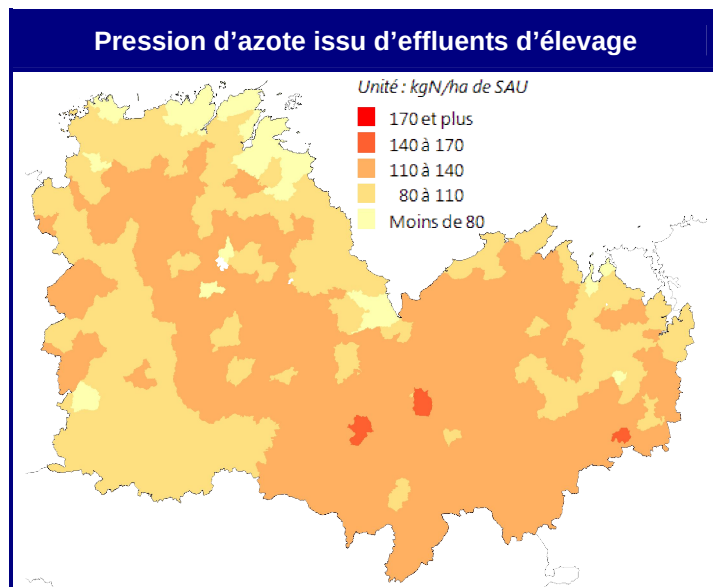 Pression d’azote issu d’effluents d’élevage
Unité : kgN/ha de SAU
170 et plus
140 à 170
110 à 140
80 à 110
Moins de 80